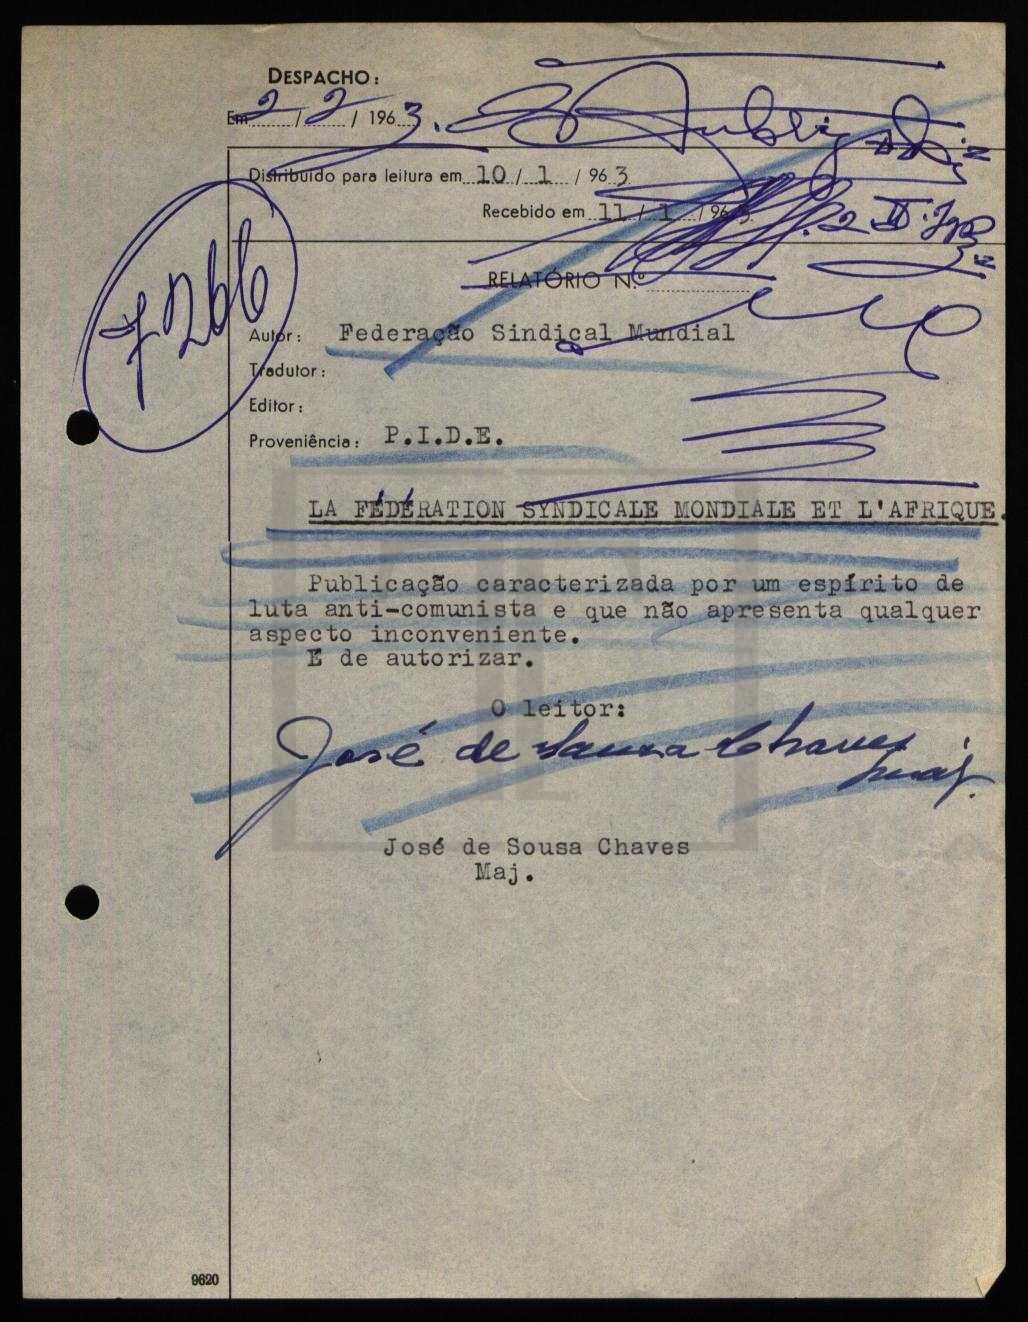 DESPACHO:
Em 2 / 2 / 1963.
Distribuído para leitura em 10 / 1 / 963
Recebido em 11 / 1 / 963
RELATÓRIO N.º
7266
Autor: Federação Sindical Mundial
Tradutor:
Editor:
Proveniência: P.I.D.E.
LA FÉDÉRATION SYNDICALE MONDIALE ET L'AFRIQUE.
Publicação caracterizada por um espírito de
luta anti-comunista e que não apresenta qualquer
aspecto inconveniente.
É de autorizar.
O leitor:
José de Sousa Chaves
maj.
José de Sousa Chaves
Maj.
9620